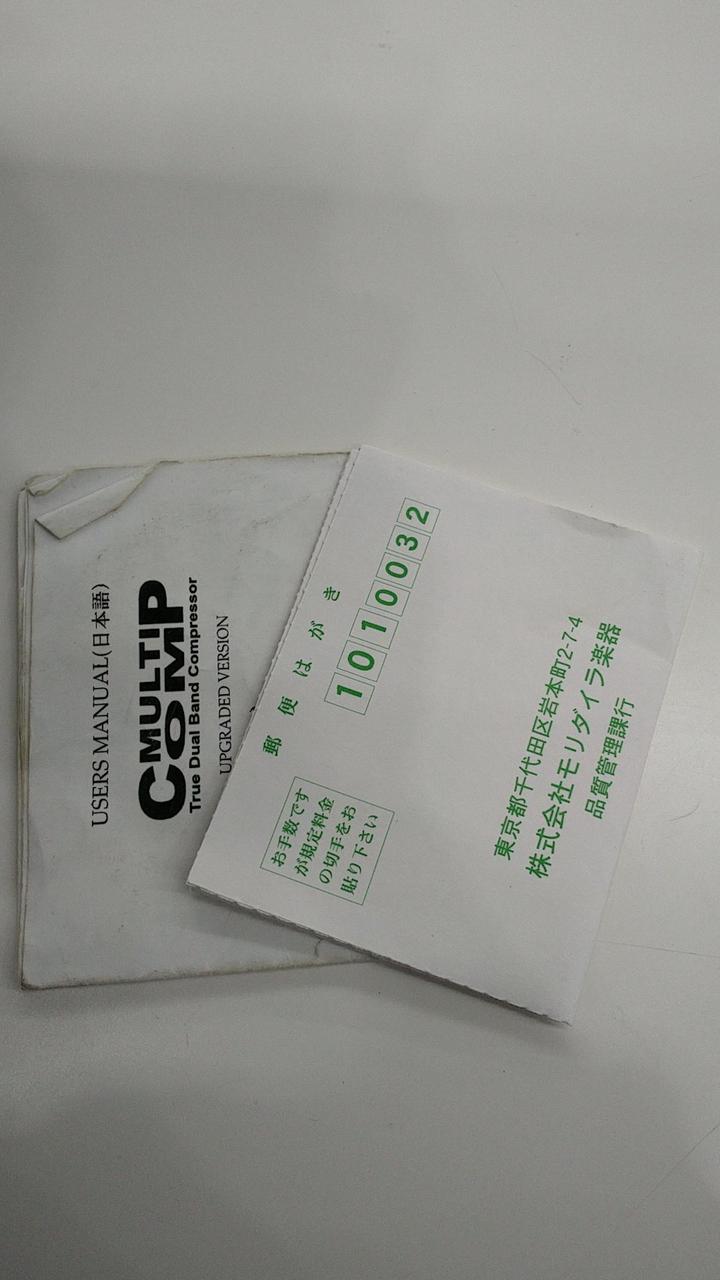 USERS MANUAL(日本語)
MULTI
COMP
True Dual Band Compressor
UPGRADED VERSION
郵便はがき
1010032
お手数です
が規定料金
の切手をお
貼り下さい
東京都千代田区岩本町2-7-4
株式会社モリダイラ楽器
品質管理課行